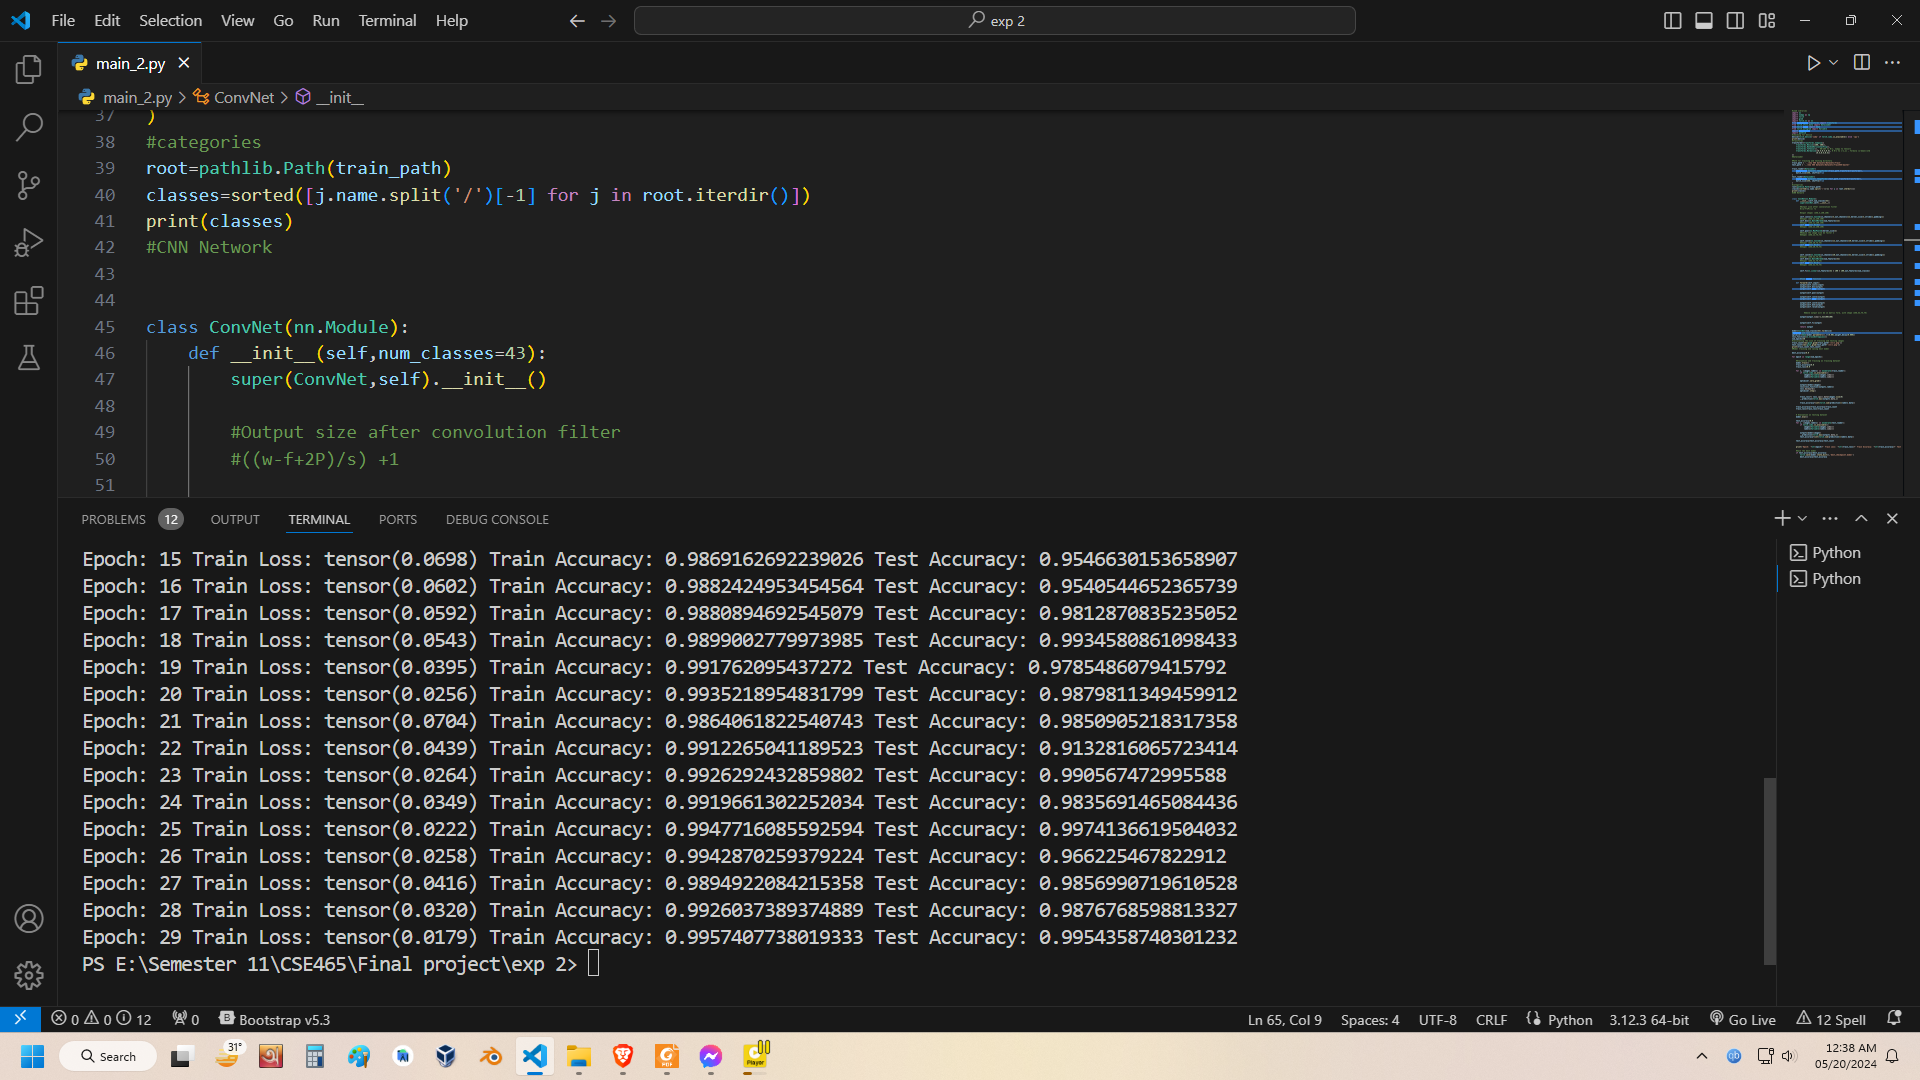 File Edit Selection View Go Run Terminal Help
exp 2
main_2.py
main_2.py > ConvNet > __init__
37 )
38 #categories
39 root=pathlib.Path(train_path)
40 classes=sorted([j.name.split('/')[-1] for j in root.iterdir()])
41 print(classes)
42 #CNN Network
43
44
45 class ConvNet(nn.Module):
46 def __init__(self,num_classes=43):
47 super(ConvNet,self).__init__()
48
49 #Output size after convolution filter
50 #((w-f+2P)/s) +1
51
PROBLEMS 12 OUTPUT TERMINAL PORTS DEBUG CONSOLE
Epoch: 15 Train Loss: tensor(0.0698) Train Accuracy: 0.9869162692239026 Test Accuracy: 0.9546630153658907
Epoch: 16 Train Loss: tensor(0.0602) Train Accuracy: 0.9882424953454564 Test Accuracy: 0.9540544652365739
Epoch: 17 Train Loss: tensor(0.0592) Train Accuracy: 0.9880894692545079 Test Accuracy: 0.9812870835235052
Epoch: 18 Train Loss: tensor(0.0543) Train Accuracy: 0.9899002779973985 Test Accuracy: 0.9934580861098433
Epoch: 19 Train Loss: tensor(0.0395) Train Accuracy: 0.991762095437272 Test Accuracy: 0.9785486079415792
Epoch: 20 Train Loss: tensor(0.0256) Train Accuracy: 0.9935218954831799 Test Accuracy: 0.9879811349459912
Epoch: 21 Train Loss: tensor(0.0704) Train Accuracy: 0.9864061822540743 Test Accuracy: 0.9850905218317358
Epoch: 22 Train Loss: tensor(0.0439) Train Accuracy: 0.9912265041189523 Test Accuracy: 0.9132816065723414
Epoch: 23 Train Loss: tensor(0.0264) Train Accuracy: 0.9926292432859802 Test Accuracy: 0.990567472995588
Epoch: 24 Train Loss: tensor(0.0349) Train Accuracy: 0.9919661302252034 Test Accuracy: 0.9835691465084436
Epoch: 25 Train Loss: tensor(0.0222) Train Accuracy: 0.9947716085592594 Test Accuracy: 0.9974136619504032
Epoch: 26 Train Loss: tensor(0.0258) Train Accuracy: 0.9942870259379224 Test Accuracy: 0.966225467822912
Epoch: 27 Train Loss: tensor(0.0416) Train Accuracy: 0.9894922084215358 Test Accuracy: 0.9856990719610528
Epoch: 28 Train Loss: tensor(0.0320) Train Accuracy: 0.9926037389374889 Test Accuracy: 0.9876768598813327
Epoch: 29 Train Loss: tensor(0.0179) Train Accuracy: 0.9957407738019333 Test Accuracy: 0.9954358740301232
PS E:\Semester 11\CSE465\Final project\exp 2>
Python
Python
0 0 12 0 Bootstrap v5.3 Ln 65, Col 9 Spaces: 4 UTF-8 CRLF Python 3.12.3 64-bit Go Live 12 Spell
Search 31° 12:38 AM
05/20/2024